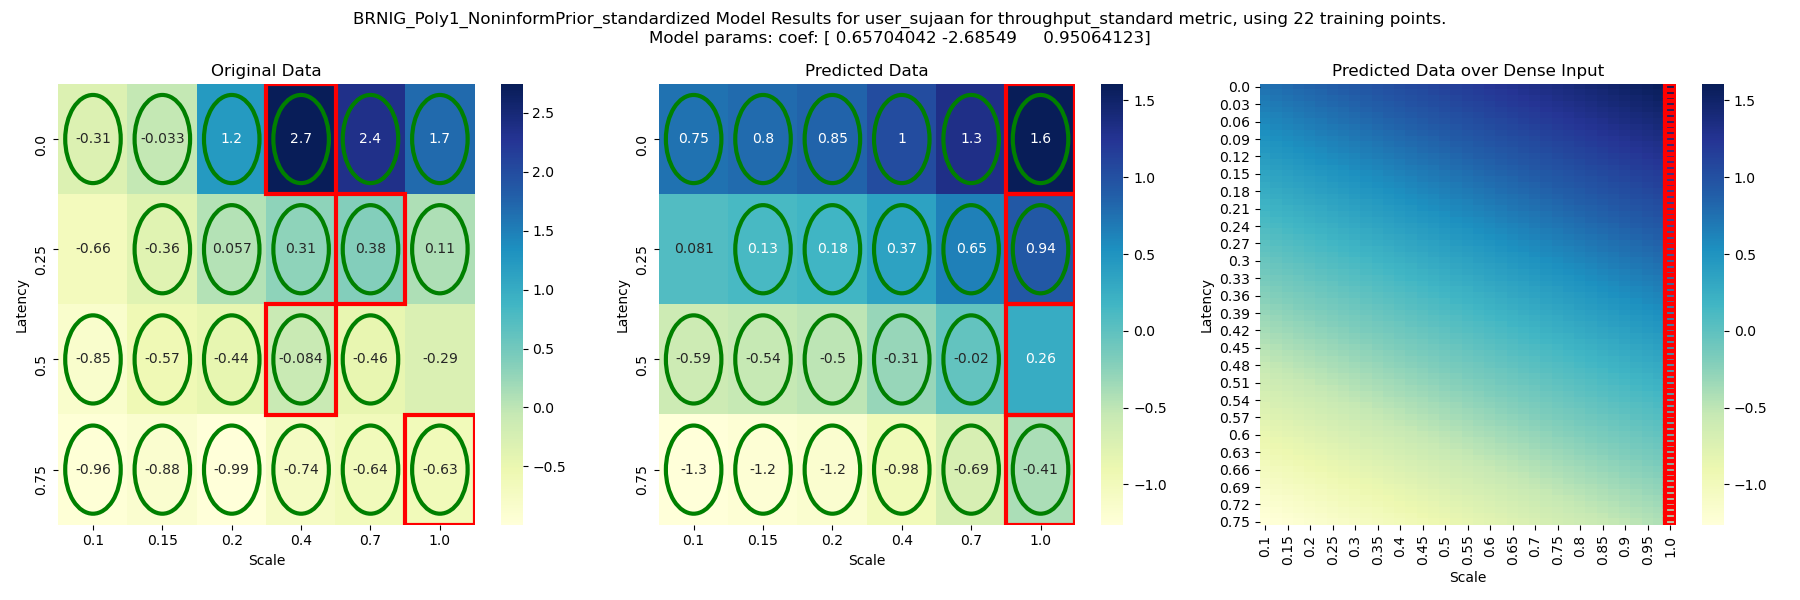 BRNIG_Poly1_NoninformPrior_standardized Model Results for user_sujaan for throughput_standard metric, using 22 training points.
Model params: coef: [ 0.65704042 -2.68549     0.95064123]
Original Data
Latency
0.0
0.25
0.5
0.75
-0.31 -0.033 1.2 2.7 2.4 1.7
-0.66 -0.36 0.057 0.31 0.38 0.11
-0.85 -0.57 -0.44 -0.084 -0.46 -0.29
-0.96 -0.88 -0.99 -0.74 -0.64 -0.63
0.1 0.15 0.2 0.4 0.7 1.0
Scale
2.5
2.0
1.5
1.0
0.5
0.0
−0.5
Predicted Data
Latency
0.0
0.25
0.5
0.75
0.75 0.8 0.85 1 1.3 1.6
0.081 0.13 0.18 0.37 0.65 0.94
-0.59 -0.54 -0.5 -0.31 -0.02 0.26
-1.3 -1.2 -1.2 -0.98 -0.69 -0.41
0.1 0.15 0.2 0.4 0.7 1.0
Scale
1.5
1.0
0.5
0.0
−0.5
−1.0
Predicted Data over Dense Input
Latency
0.0
0.03
0.06
0.09
0.12
0.15
0.18
0.21
0.24
0.27
0.3
0.33
0.36
0.39
0.42
0.45
0.48
0.51
0.54
0.57
0.6
0.63
0.66
0.69
0.72
0.75
0.1 0.15 0.2 0.25 0.3 0.35 0.4 0.45 0.5 0.55 0.6 0.65 0.7 0.75 0.8 0.85 0.9 0.95 1.0
Scale
1.5
1.0
0.5
0.0
−0.5
−1.0